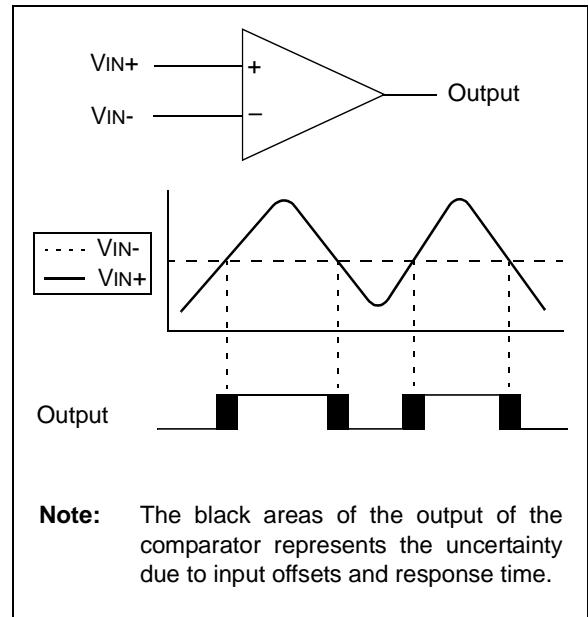 VIN+
+
Output
VIN-
–
VIN-
VIN+
Output
Note: The black areas of the output of the
comparator represents the uncertainty
due to input offsets and response time.